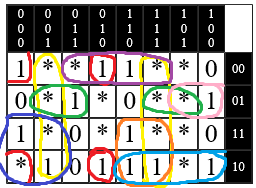 0 0 0 0 1 1 1 1
0 0 1 1 1 1 0 0
0 1 1 0 0 1 1 0
1 * * 1 1 * * 0 00
0 * 1 * 0 * * 1 01
1 * 0 * 1 * * 0 11
* 1 0 1 1 1 * 1 10